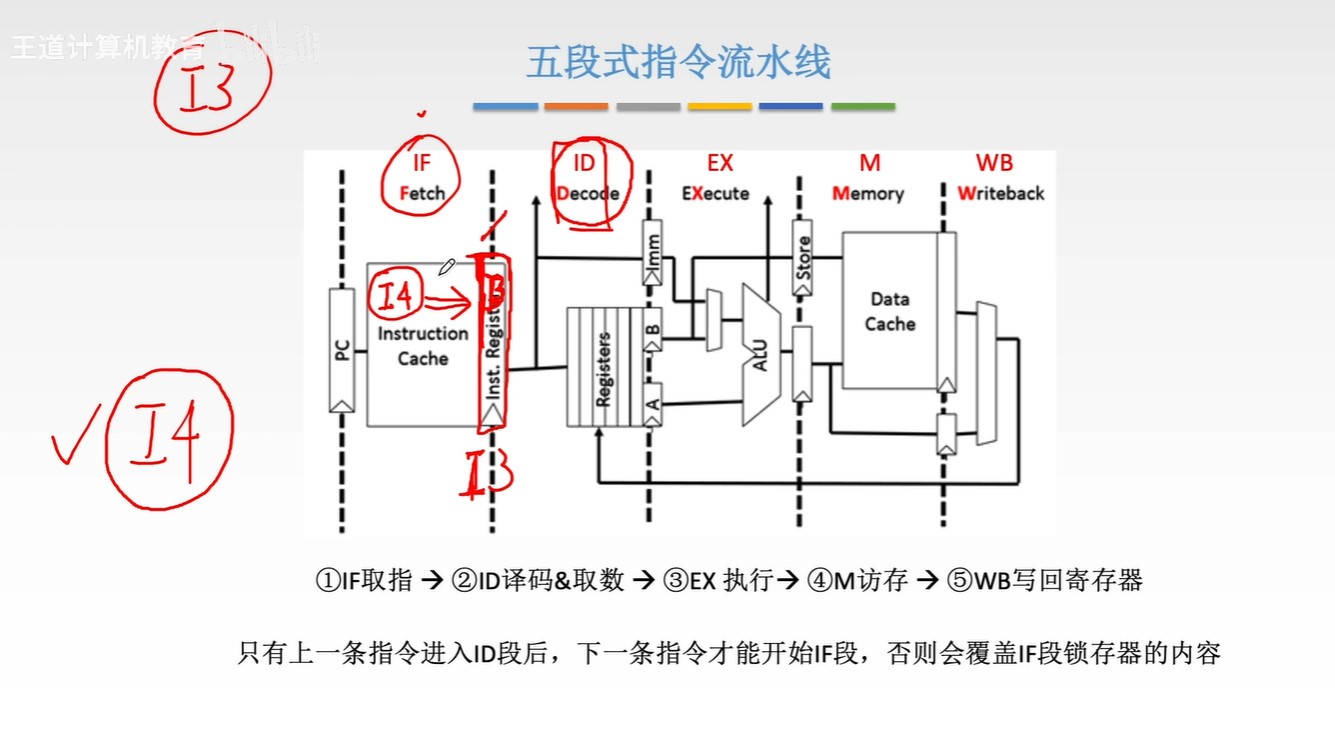 王道计算机教育
五段式指令流水线
I3
IF
ID
EX
M
WB
Fetch
Decode
EXecute
Memory
Writeback
I4
I3
Instruction
Cache
PC
Inst. Regist
Imm
B
A
Registers
ALU
Store
Data
Cache
I4
I3
①IF取指 → ②ID译码&取数 → ③EX 执行→ ④M访存 → ⑤WB写回寄存器
只有上一条指令进入ID段后，下一条指令才能开始IF段，否则会覆盖IF段锁存器的内容